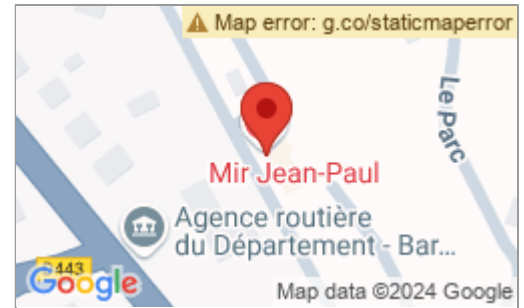 Map error: g.co/staticmaperror
Le Parc
Mir Jean-Paul
Agence routière
du Département - Bar...
443
Google
Map data ©2024 Google